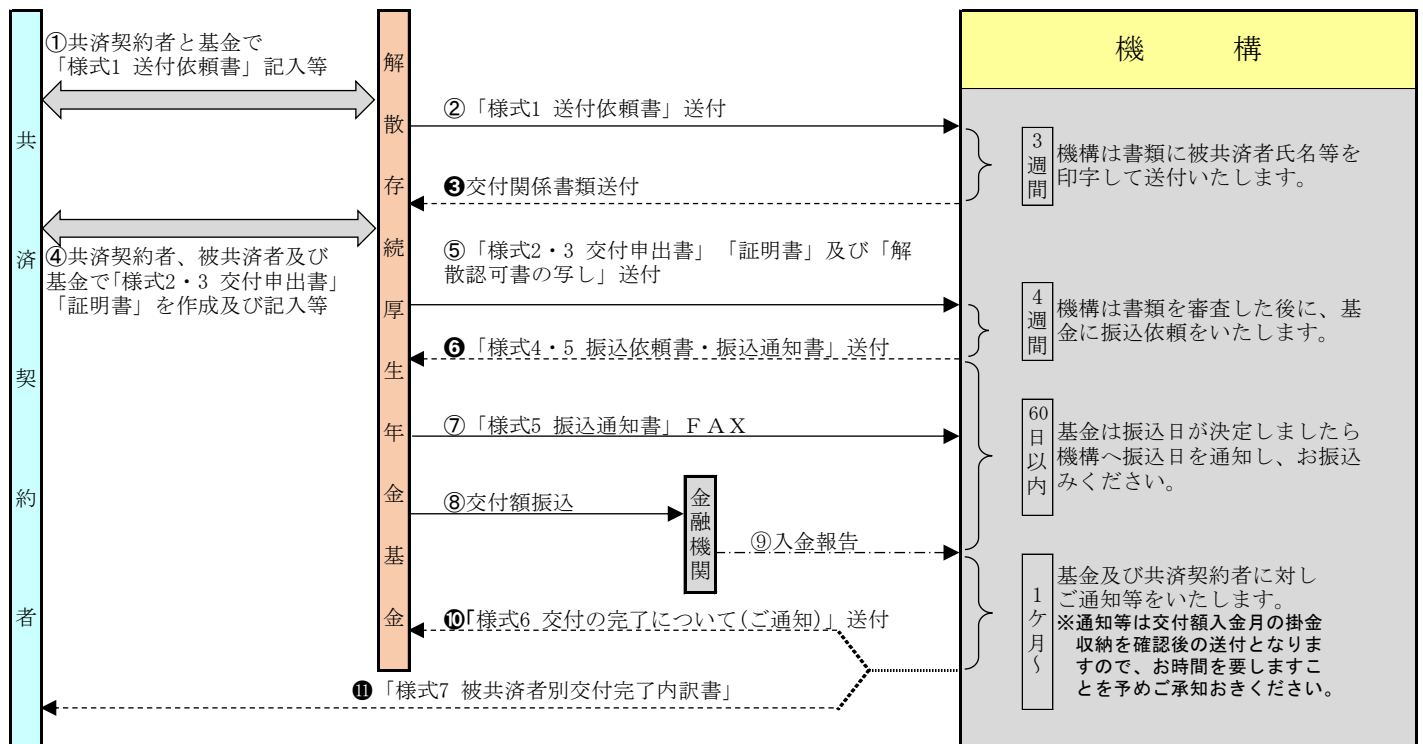 共済契約者
①共済契約者と基金で
「様式1 送付依頼書」記入等
④共済契約者、被共済者及び
基金で「様式2・3 交付申出書」
「証明書」を作成及び記入等
解散存続厚生年金基金
②「様式1 送付依頼書」送付
❸交付関係書類送付
⑤「様式2・3 交付申出書」「証明書」及び「解
散認可書の写し」送付
❻「様式4・5 振込依頼書・振込通知書」送付
⑦「様式5 振込通知書」ＦＡＸ
⑧交付額振込
金融機関
⑨入金報告
❿「様式6 交付の完了について(ご通知)」送付
⓫「様式7 被共済者別交付完了内訳書」
機　構
3週間
機構は書類に被共済者氏名等を
印字して送付いたします。
4週間
機構は書類を審査した後に、基
金に振込依頼をいたします。
60日以内
基金は振込日が決定しましたら
機構へ振込日を通知し、お振込
みください。
1ケ月～
基金及び共済契約者に対し
ご通知等をいたします。
※通知等は交付額入金月の掛金
収納を確認後の送付となりま
すので、お時間を要しますこ
とを予めご承知おきください。